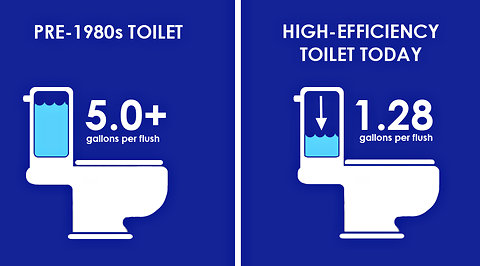 PRE-1980s TOILET
5.0+
gallons per flush
HIGH-EFFICIENCY
TOILET TODAY
1.28
gallons per flush